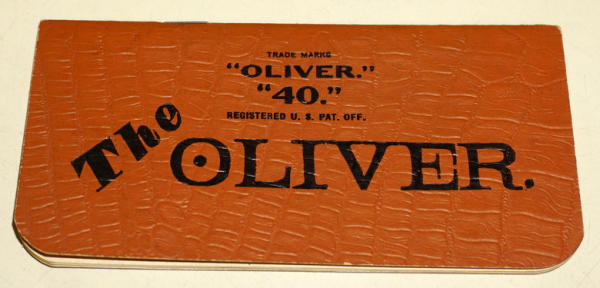 TRADE MARKS
"OLIVER."
"40."
REGISTERED U. S. PAT. OFF.
The OLIVER.